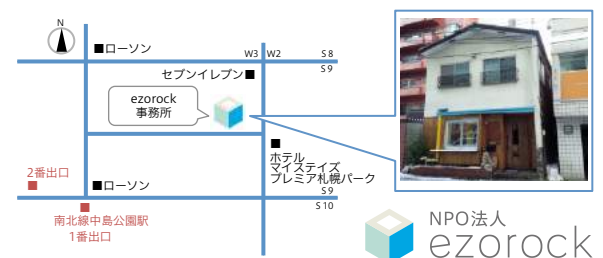 N
■ローソン
W3 W2 S8
S9
セブンイレブン■
ezorock
事務所
■
ホテル
マイステイズ
プレミア札幌パーク
2番出口
■
■ローソン
S9
S10
■
南北線中島公園駅
1番出口
NPO法人
ezorock